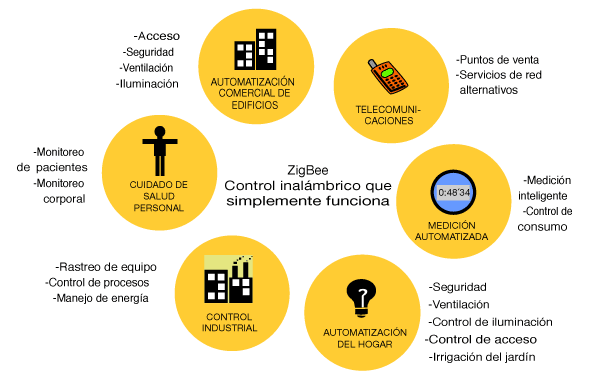 -Acceso
-Seguridad
-Ventilación
-Iluminación
AUTOMATIZACIÓN
COMERCIAL DE
EDIFICIOS
TELECOMUNI-
CACIONES
-Puntos de venta
-Servicios de red
alternativos
-Monitoreo
de pacientes
-Monitoreo
corporal
CUIDADO DE
SALUD
PERSONAL
ZigBee
Control inalámbrico que
simplemente funciona
0:48'34
MEDICIÓN
AUTOMATIZADA
-Medición
inteligente
-Control de
consumo
-Rastreo de equipo
-Control de procesos
-Manejo de energía
CONTROL
INDUSTRIAL
AUTOMATIZACIÓN
DEL HOGAR
-Seguridad
-Ventilación
-Control de iluminación
-Control de acceso
-Irrigación del jardín